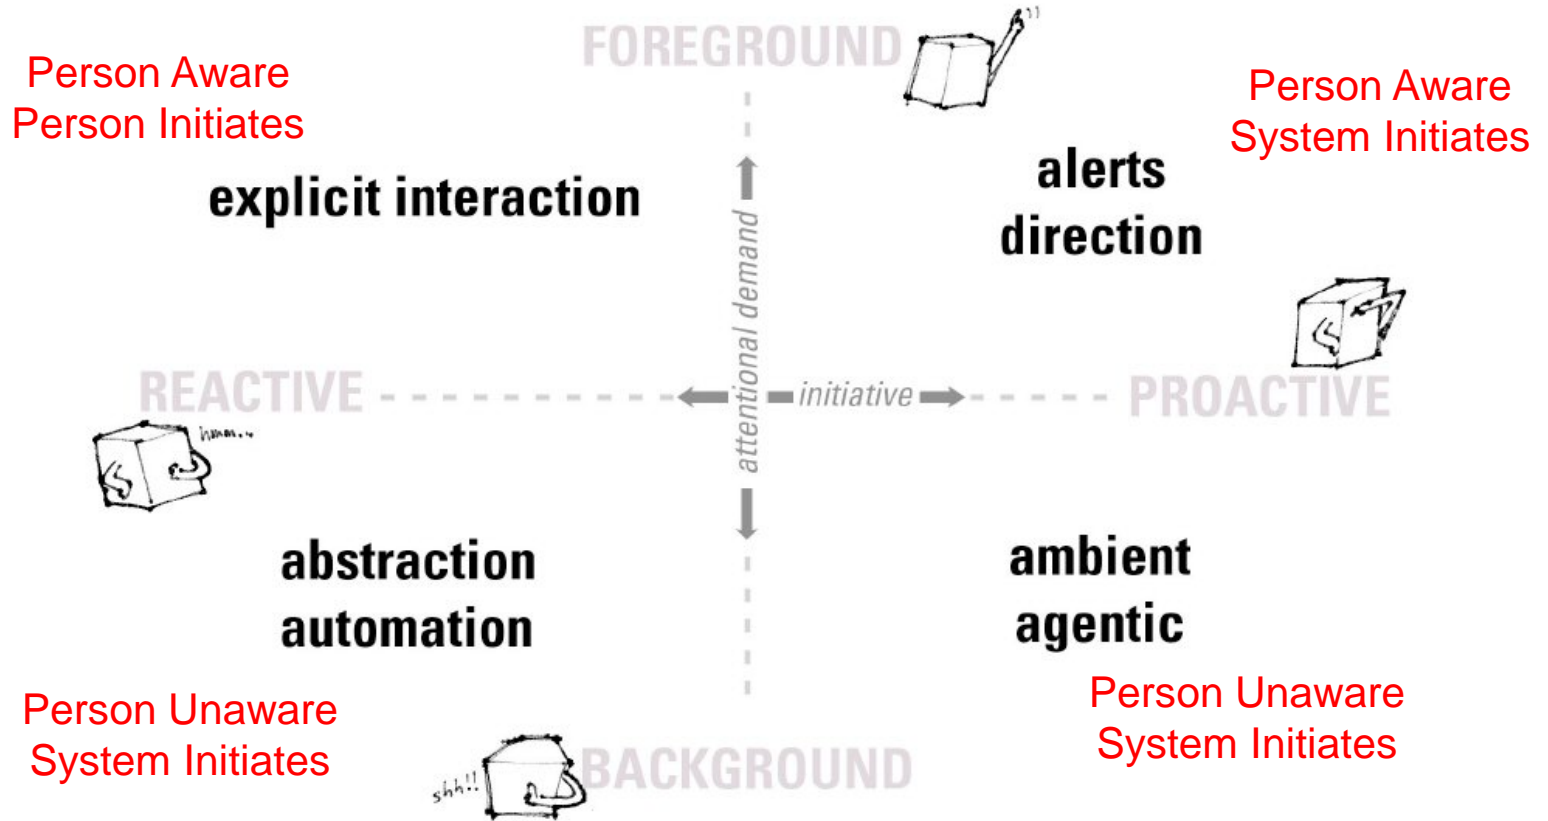 FOREGROUND
Person Aware
Person Initiates
Person Aware
System Initiates
explicit interaction
alerts
direction
attentional demand
REACTIVE
initiative
PROACTIVE
hmm..
abstraction
automation
ambient
agentic
Person Unaware
System Initiates
Person Unaware
System Initiates
shh!!
BACKGROUND